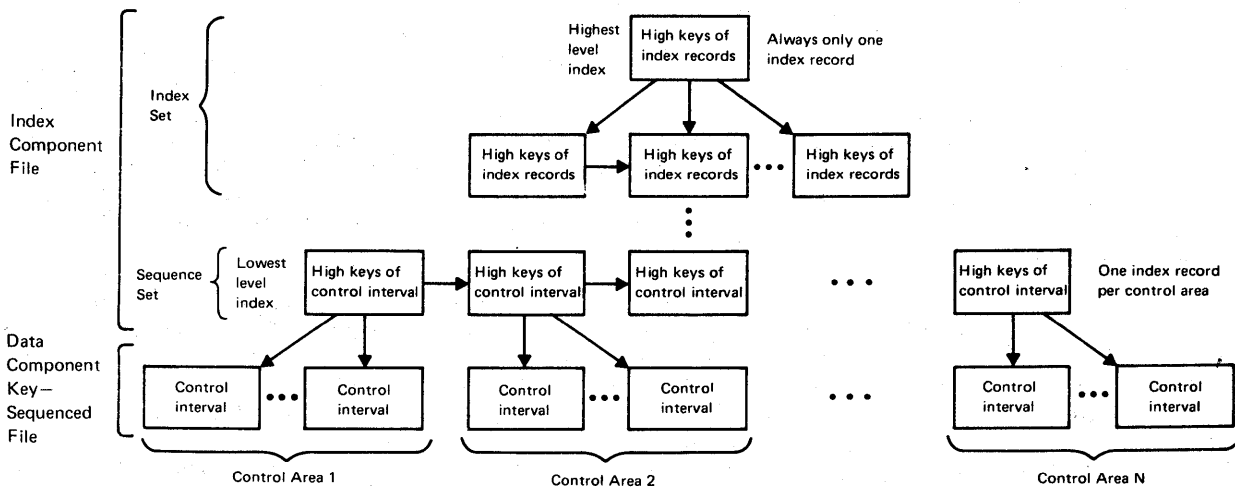 Highest
level
index
High keys of
index records
Always only one
index record
Index
Set
Index
Component
File
High keys of
index records
High keys of
index records
High keys of
index records
Sequence
Set
Lowest
level
index
High keys of
control interval
High keys of
control interval
High keys of
control interval
High keys of
control interval
One index record
per control area
Data
Component
Key—
Sequenced
File
Control
interval
Control
interval
Control
interval
Control
interval
Control
interval
Control
interval
Control Area 1
Control Area 2
Control Area N